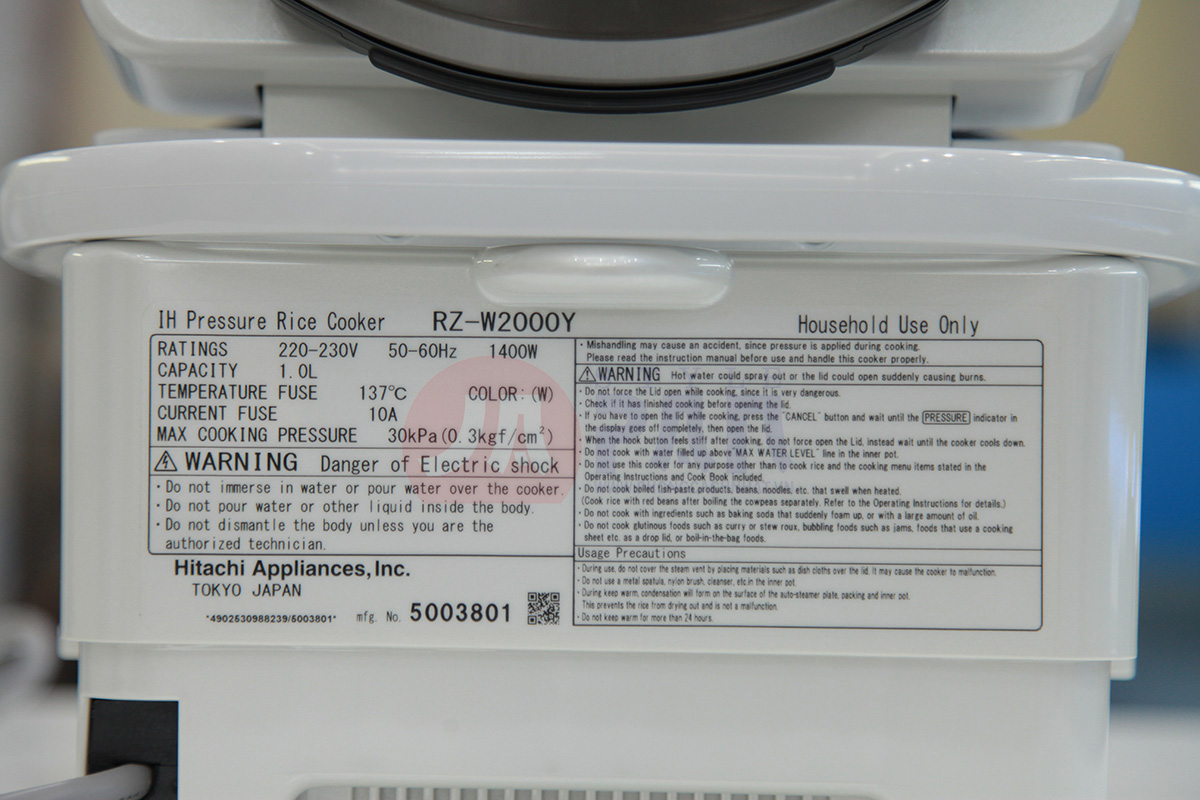 IH Pressure Rice Cooker RZ-W2000Y Household Use Only
RATINGS 220-230V 50-60Hz 1400W
CAPACITY 1.0L
TEMPERATURE FUSE 137℃ COLOR:(W)
CURRENT FUSE 10A
MAX COOKING PRESSURE 30kPa(0.3kgf/cm²)
WARNING Danger of Electric shock
・Do not immerse in water or pour water over the cooker.
・Do not pour water or other liquid inside the body.
・Do not dismantle the body unless you are the
authorized technician.
Hitachi Appliances,Inc.
TOKYO JAPAN
*4902530988239/5003801* mfg. No. 5003801
・Mishandling may cause an accident, since pressure is applied during cooking.
Please read the instruction manual before use and handle this cooker properly.
WARNING Hot water could spray out or the lid could open suddenly causing burns.
・Do not force the Lid open while cooking, since it is very dangerous.
・Check if it has finished cooking before opening the lid.
・If you have to open the lid while cooking, press the "CANCEL" button and wait until the PRESSURE indicator in
the display goes off completely, then open the lid.
・When the hook button feels stiff after cooking, do not force open the Lid, instead wait until the cooker cools down.
・Do not cook with water filled up above"MAX WATER LEVEL" line in the inner pot.
・Do not use this cooker for any purpose other than to cook rice and the cooking menu items stated in the
Operating Instructions and Cook Book included.
・Do not cook boiled fish-paste products, beans, noodles, etc. that swell when heated.
(Cook rice with red beans after boiling the cowpeas separately. Refer to the Operating Instructions for details.)
・Do not cook with ingredients such as baking soda that suddenly foam up, or with a large amount of oil.
・Do not cook glutinous foods such as curry or stew roux, bubbling foods such as jams, foods that use a cooking
sheet etc. as a drop lid, or boil-in-the-bag foods.
Usage Precautions
・During use, do not cover the steam vent by placing materials such as dish cloths over the lid. It may cause the cooker to malfunction.
・Do not use a metal spatula, nylon brush, cleanser, etc.in the inner pot.
・During keep warm, condensation will form on the surface of the auto-steamer plate, packing and inner pot.
This prevents the rice from drying out and is not a malfunction.
・Do not keep warm for more than 24 hours.
JA